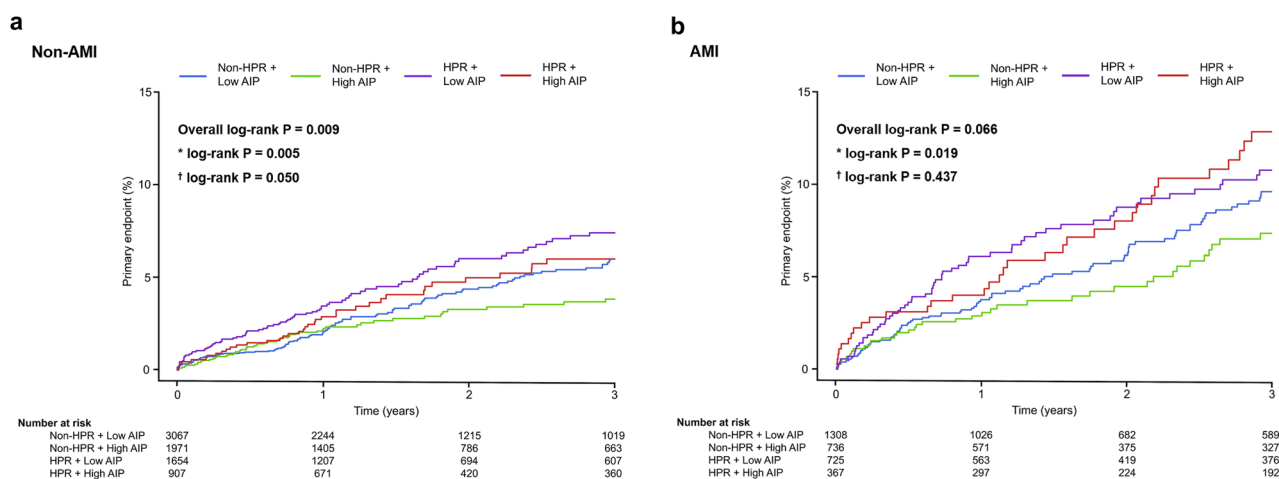 a
Non-AMI
Non-HPR + Low AIP
Non-HPR + High AIP
HPR + Low AIP
HPR + High AIP
15
10
5
0
Primary endpoint (%)
Overall log-rank P = 0.009
* log-rank P = 0.005
† log-rank P = 0.050
0 1 2 3
Time (years)
Number at risk
Non-HPR + Low AIP 3067 2244 1215 1019
Non-HPR + High AIP 1971 1405 786 663
HPR + Low AIP 1654 1207 694 607
HPR + High AIP 907 671 420 360
b
AMI
Non-HPR + Low AIP
Non-HPR + High AIP
HPR + Low AIP
HPR + High AIP
15
10
5
0
Primary endpoint (%)
Overall log-rank P = 0.066
* log-rank P = 0.019
† log-rank P = 0.437
0 1 2 3
Time (years)
Number at risk
Non-HPR + Low AIP 1308 1026 682 589
Non-HPR + High AIP 736 571 375 327
HPR + Low AIP 725 563 419 376
HPR + High AIP 367 297 224 192